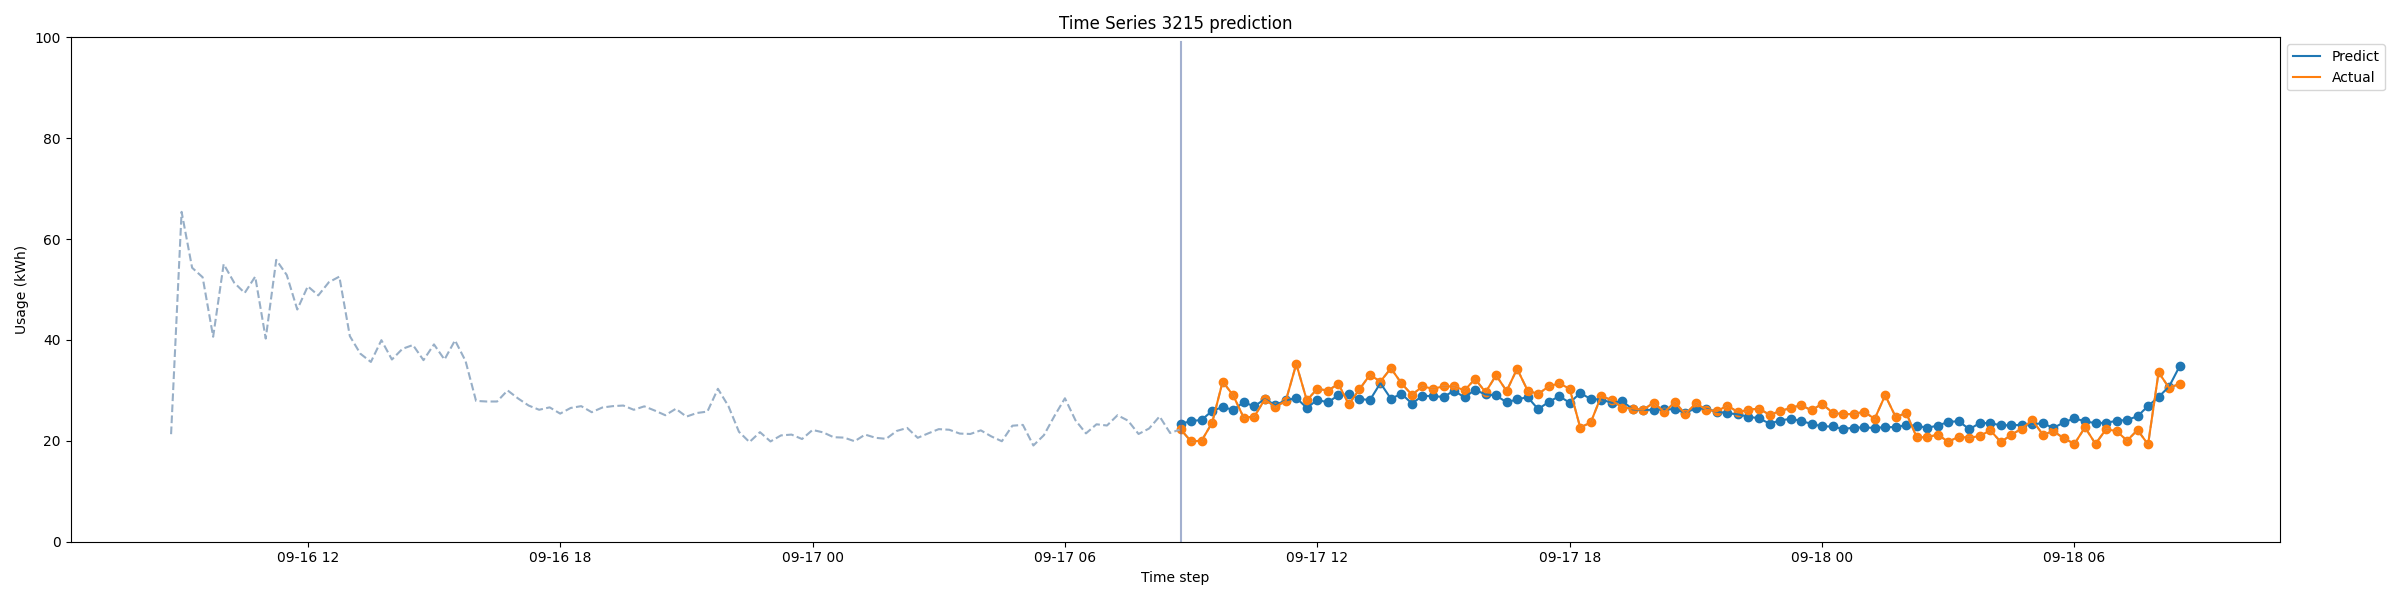 Time Series 3215 prediction
100
80
60
40
20
0
Usage (kWh)
09-16 12
09-16 18
09-17 00
09-17 06
09-17 12
09-17 18
09-18 00
09-18 06
Time step
Predict
Actual